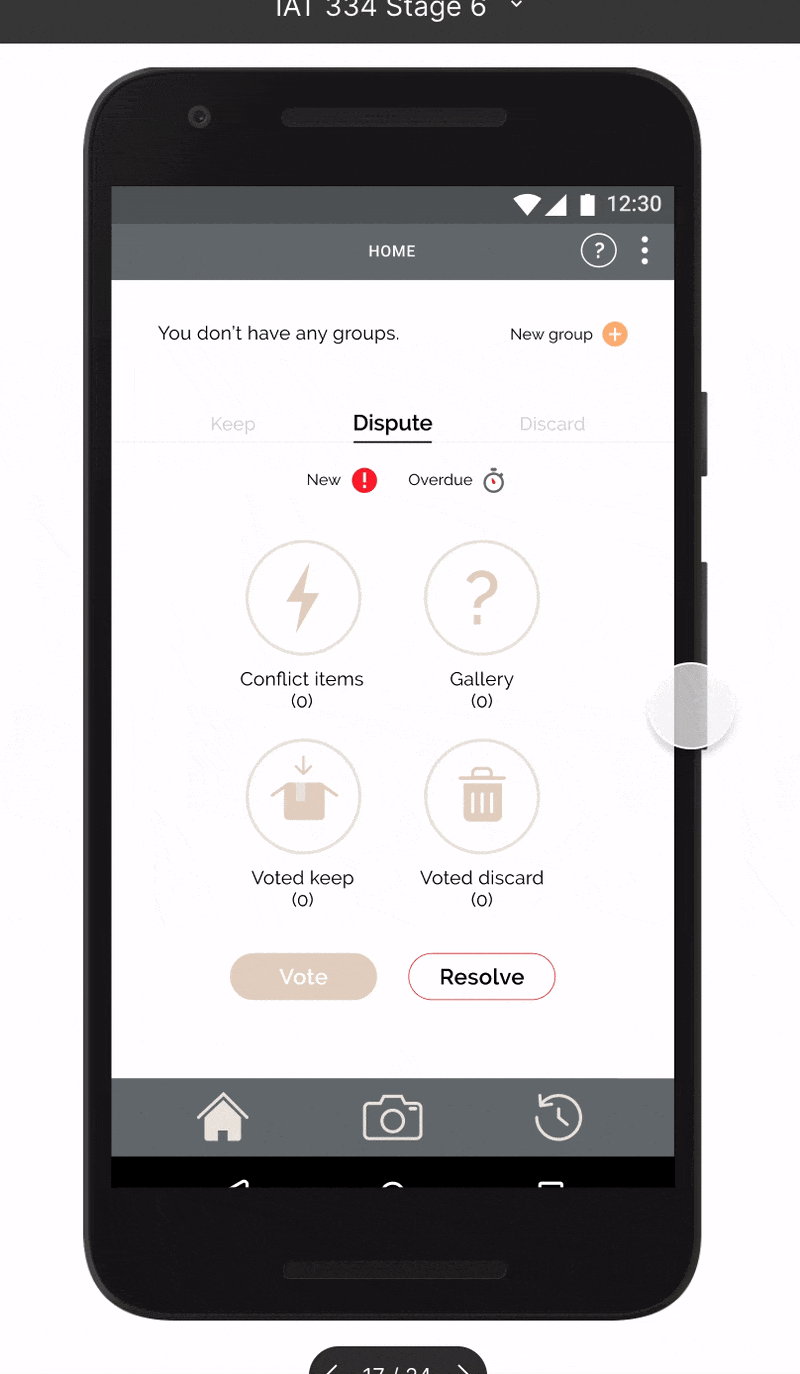 IAT 334 Stage 6
12:30
HOME
?
You don't have any groups.
New group +
Keep
Dispute
Discard
New !
Overdue
?
Conflict items
(0)
Gallery
(0)
Voted keep
(0)
Voted discard
(0)
Vote
Resolve
17 / 24